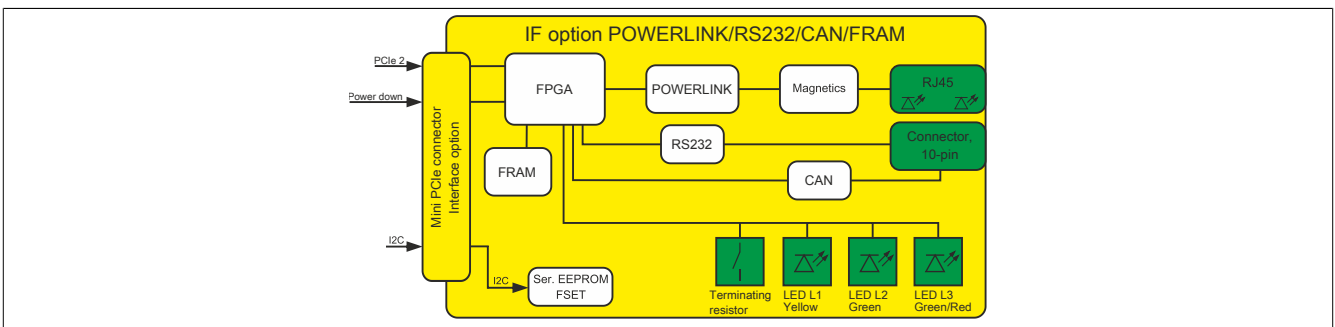 IF option POWERLINK/RS232/CAN/FRAM
PCIe 2
Power down
I2C
Mini PCIe connector
Interface option
FPGA
POWERLINK
Magnetics
RJ45
RS232
Connector,
10-pin
FRAM
CAN
I2C
Ser. EEPROM
FSET
Terminating
resistor
LED L1
Yellow
LED L2
Green
LED L3
Green/Red